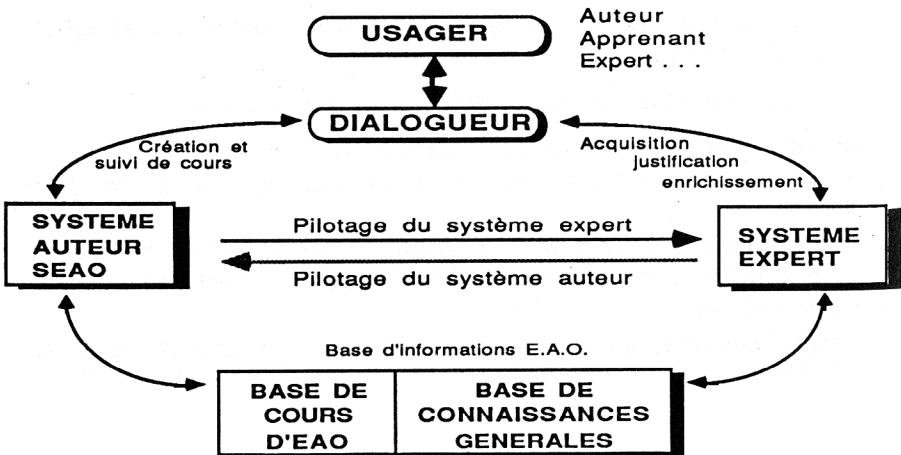 USAGER
Auteur
Apprenant
Expert . . .
DIALOGUEUR
Création et
suivi de cours
Acquisition
justification
enrichissement
SYSTEME
AUTEUR
SEAO
Pilotage du système expert
Pilotage du système auteur
SYSTEME
EXPERT
Base d'informations E.A.O.
BASE DE
COURS
D'EAO
BASE DE
CONNAISSANCES
GENERALES